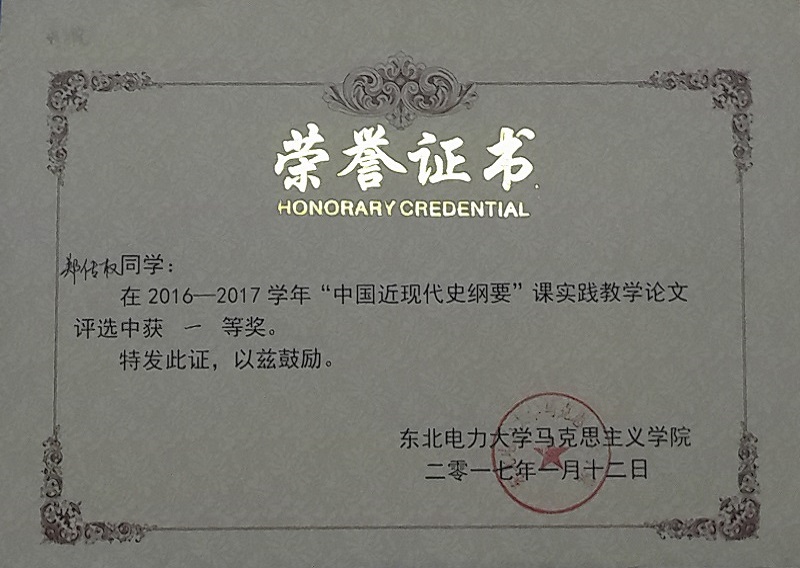 荣誉证书
HONORARY CREDENTIAL
郑传权同学：
在 2016—2017 学年“中国近现代史纲要”课实践教学论文
评选中获 一 等奖。
特发此证，以兹鼓励。
东北电力大学马克思主义学院
二零一七年一月十二日